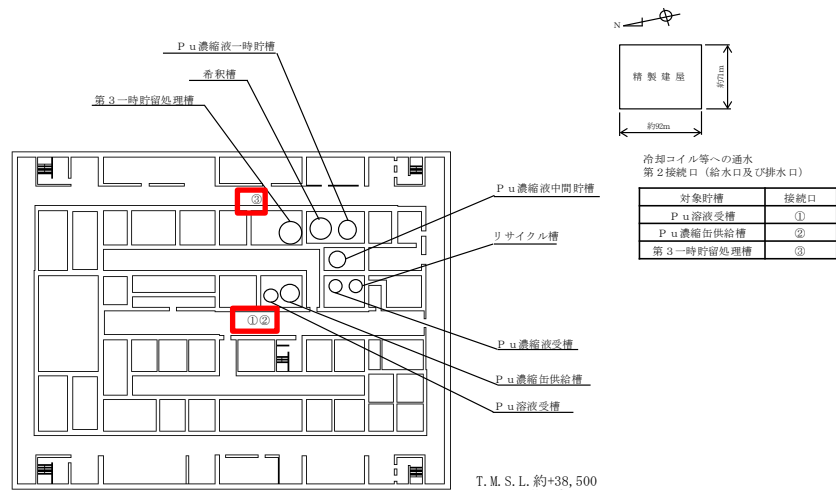 Ｐｕ濃縮液一時貯槽
希釈槽
第３一時貯留処理槽
N
精製建屋
約71m
約92m
冷却コイル等への通水
第２接続口（給水口及び排水口）
対象貯槽 接続口
Ｐｕ溶液受槽 ①
Ｐｕ濃縮缶供給槽 ②
第３一時貯留処理槽 ③
③
Ｐｕ濃縮液中間貯槽
リサイクル槽
①②
Ｐｕ濃縮液受槽
Ｐｕ濃縮缶供給槽
Ｐｕ溶液受槽
T.M.S.L.約+38,500